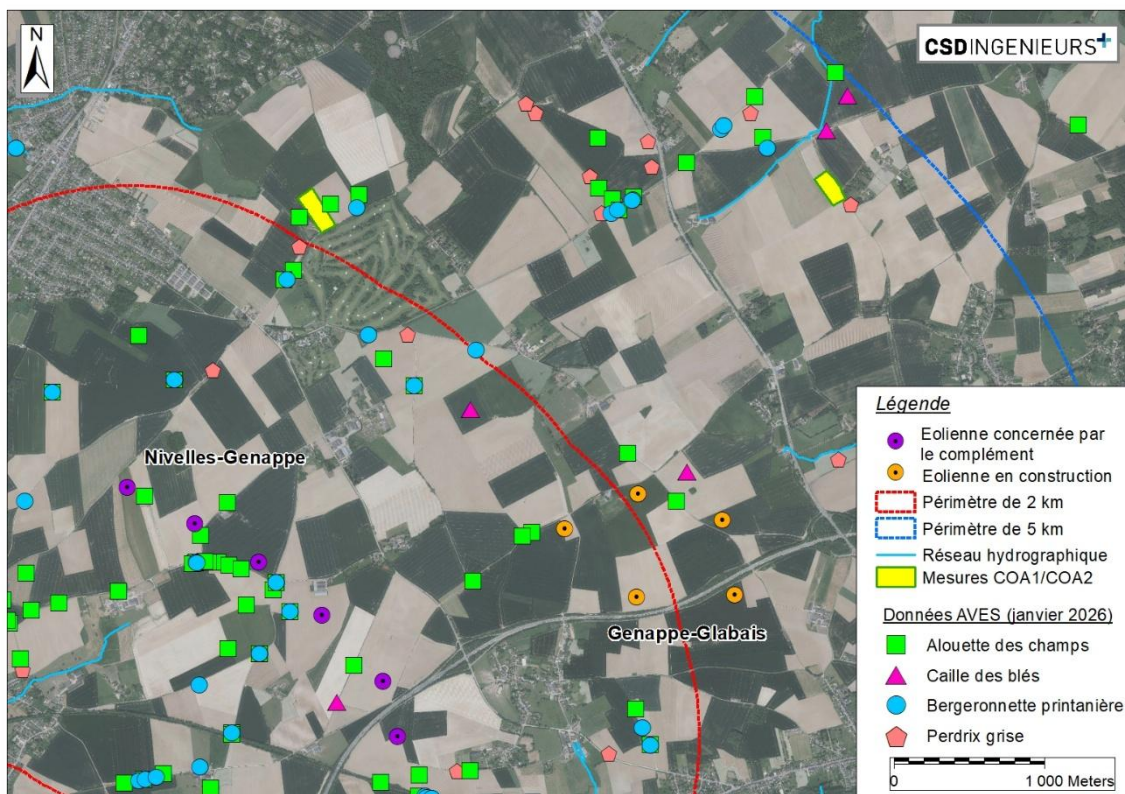 N
CSDINGENIEURS+
Nivelles-Genappe
Genappe-Glabais
Légende
Eolienne concernée par
le complément
Eolienne en construction
Périmètre de 2 km
Périmètre de 5 km
Réseau hydrographique
Mesures COA1/COA2
Données AVES (janvier 2026)
Alouette des champs
Caille des blés
Bergeronnette printanière
Perdrix grise
0 1 000 Meters